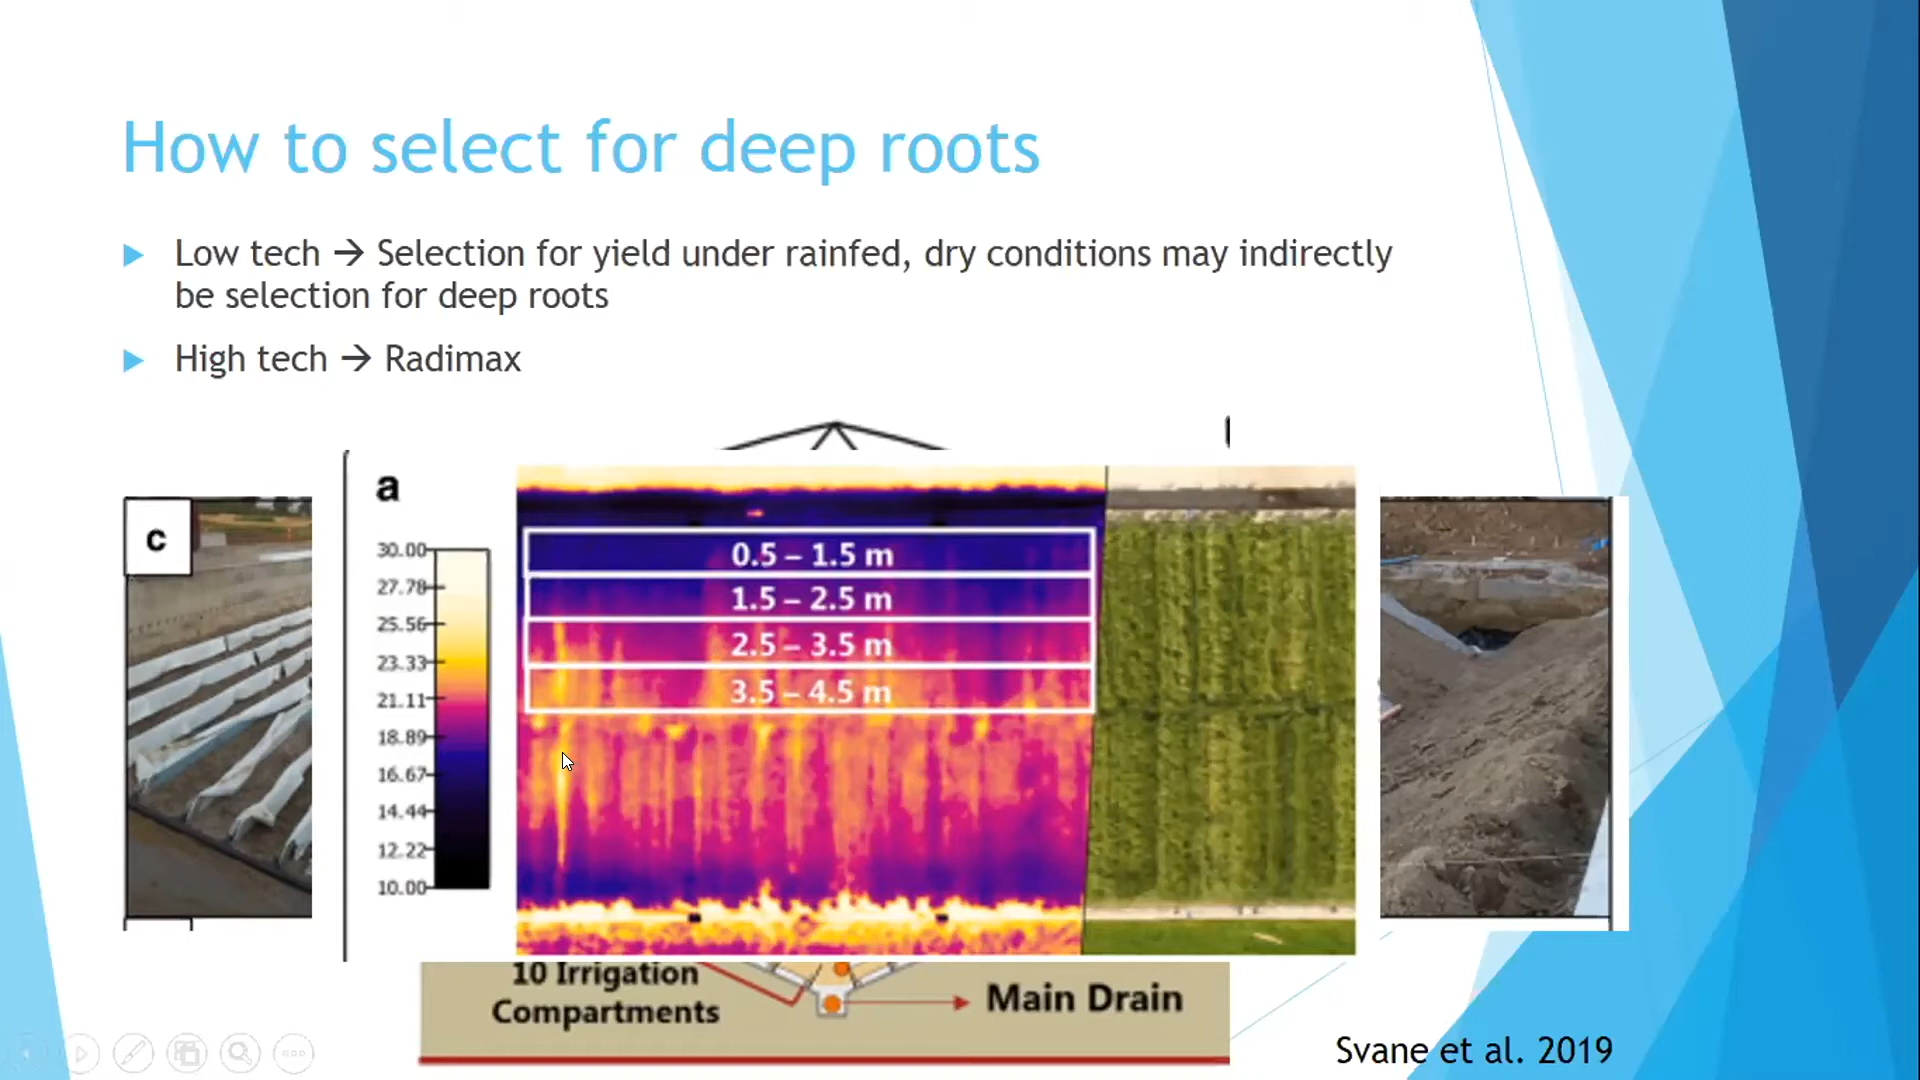 How to select for deep roots
Low tech → Selection for yield under rainfed, dry conditions may indirectly
be selection for deep roots
High tech → Radimax
c
a
30.00
27.78
25.56
23.33
21.11
18.89
16.67
14.44
12.22
10.00
0.5 – 1.5 m
1.5 – 2.5 m
2.5 – 3.5 m
3.5 – 4.5 m
10 Irrigation
Compartments
Main Drain
Svane et al. 2019